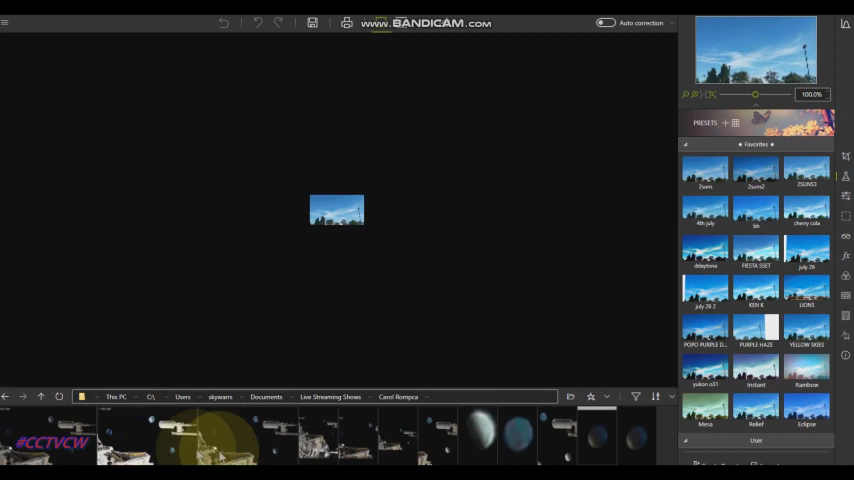 www.BANDICAM.com
Auto correction
100.0%
PRESETS
★ Favorites ★
2suns
2suns2
2SUNS3
4th july
bb
cherry cola
ddaytona
FIESTA SSET
july 26
july 26 2
KEN K
LIONS
POPO PURPLE D...
PURPLE HAZE
YELLOW SKIES
yukon o31
Instant
Rainbow
Mesa
Relief
Eclipse
User
This PC
C:\
Users
skywarrs
Documents
Live Streaming Shows
Carol Rompca
#CCTVCW